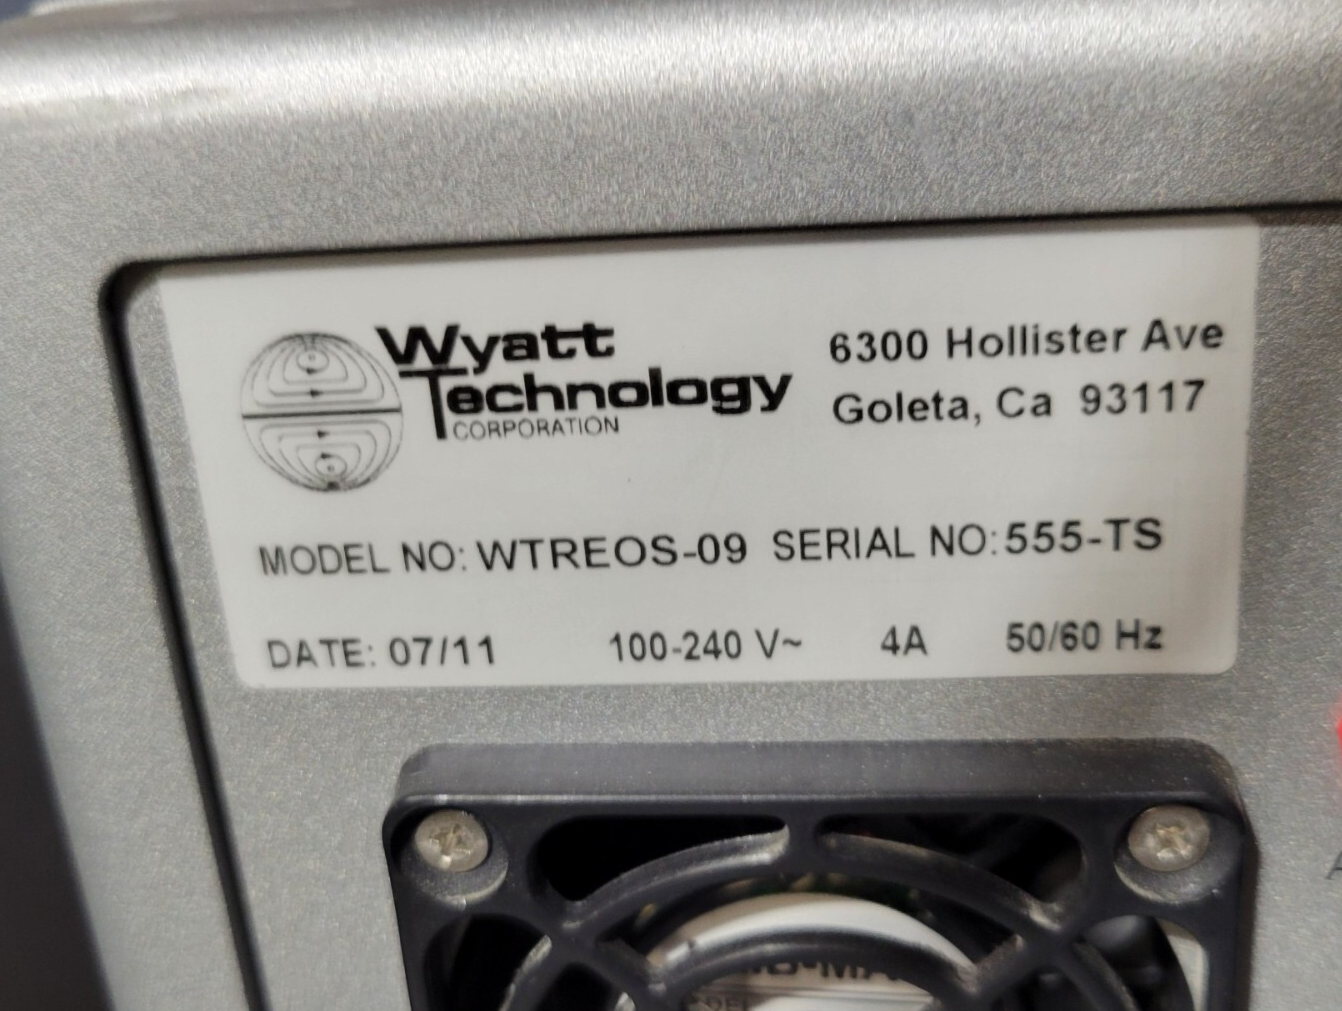 Wyatt
Technology
CORPORATION
6300 Hollister Ave
Goleta, Ca 93117
MODEL NO: WTREOS-09 SERIAL NO: 555-TS
DATE: 07/11 100-240 V~ 4A 50/60 Hz